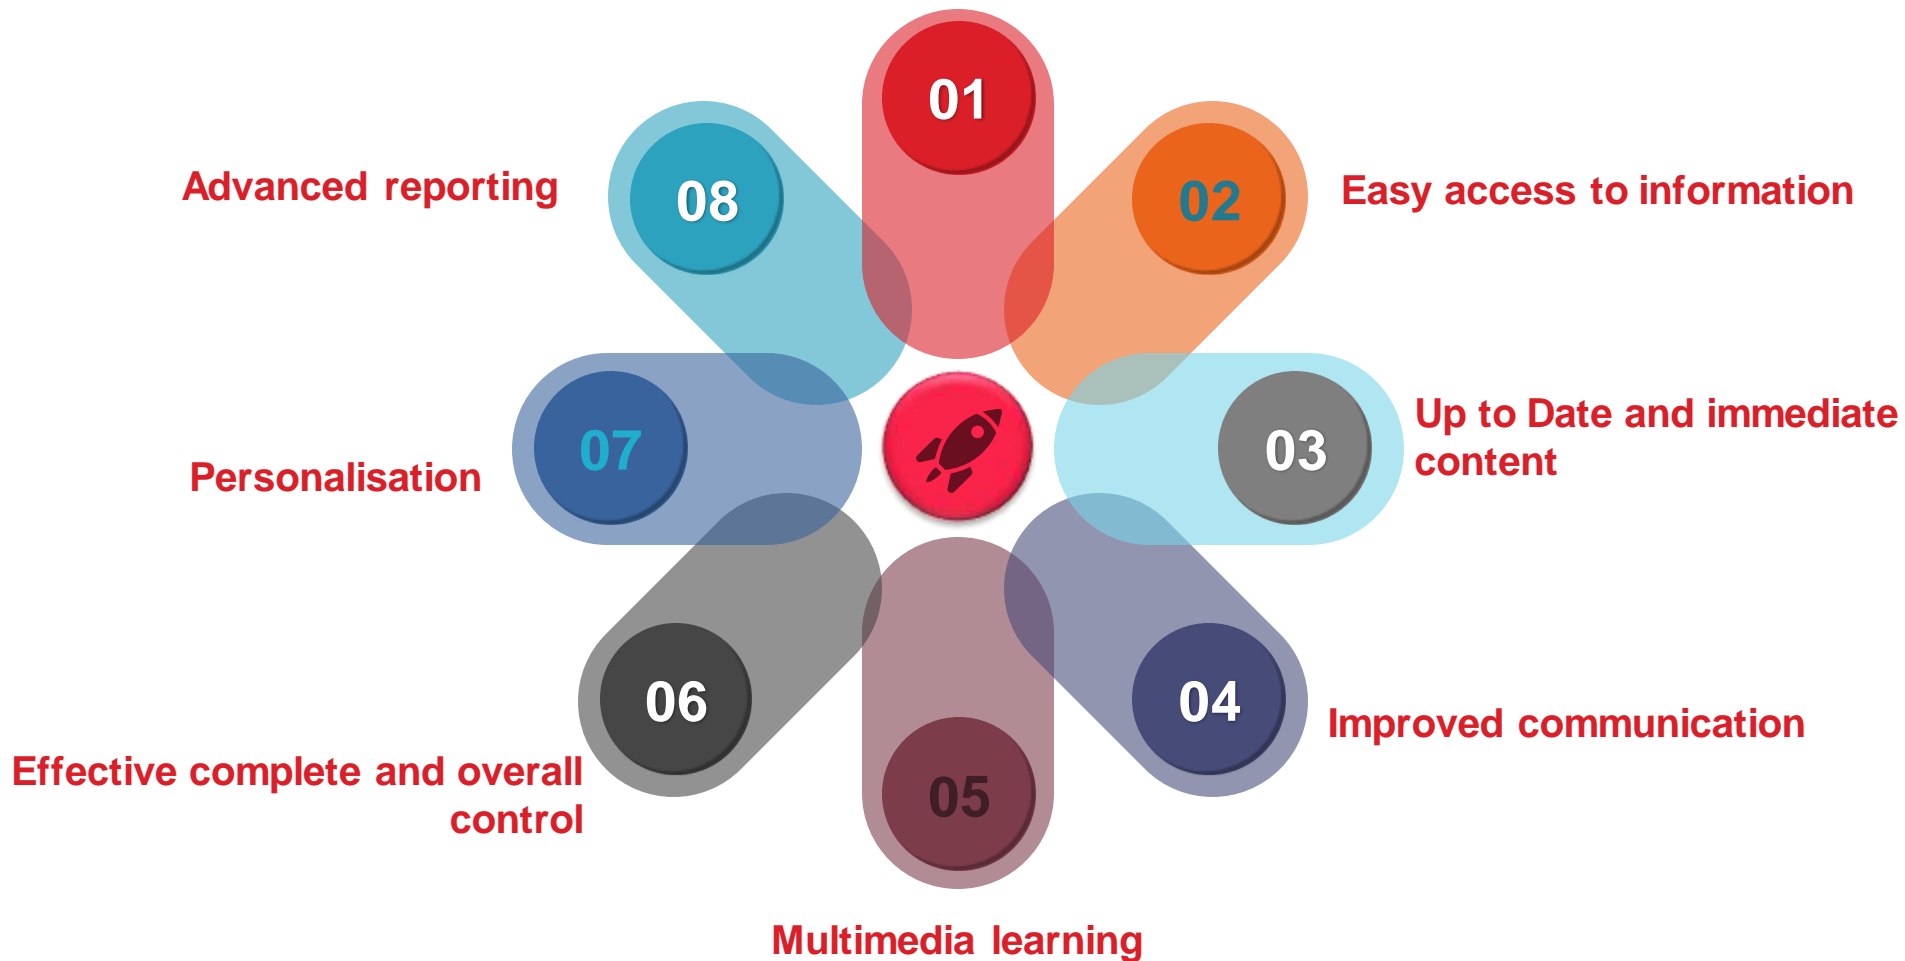 01
02
Easy access to information
03
Up to Date and immediate
content
04
Improved communication
05
Multimedia learning
06
Effective complete and overall
control
07
Personalisation
08
Advanced reporting